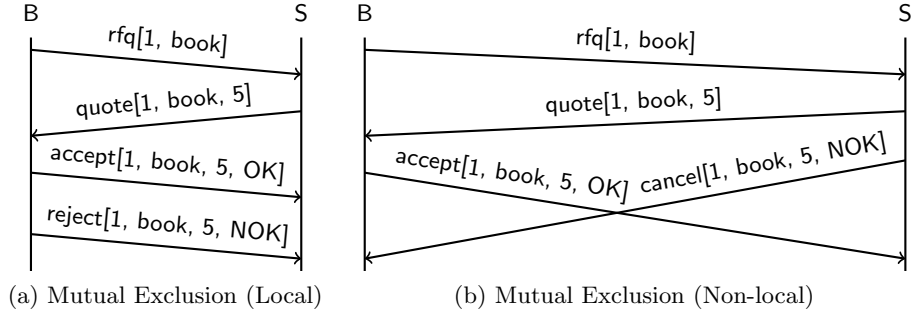 B S
rfq[1, book]
quote[1, book, 5]
accept[1, book, 5, OK]
reject[1, book, 5, NOK]
(a) Mutual Exclusion (Local)
B S
rfq[1, book]
quote[1, book, 5]
accept[1, book, 5, OK] cancel[1, book, 5, NOK]
(b) Mutual Exclusion (Non-local)